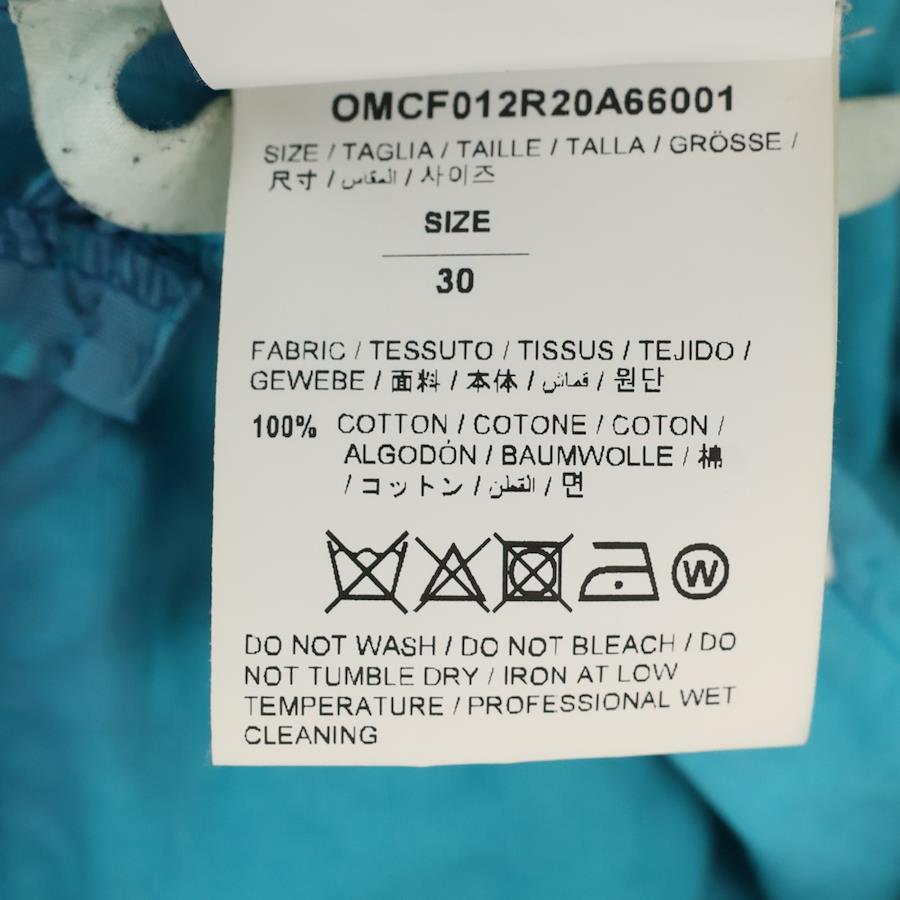 OMCF012R20A66001
SIZE / TAGLIA / TAILLE / TALLA / GRÖSSE /
尺寸 / المقاس / 사이즈
SIZE
30
FABRIC / TESSUTO / TISSUS / TEJIDO /
GEWEBE / 面料 / 本体 / قماش / 원단
100% COTTON / COTONE / COTON /
ALGODÓN / BAUMWOLLE / 棉
/ コットン / القطن / 면
W
DO NOT WASH / DO NOT BLEACH / DO
NOT TUMBLE DRY / IRON AT LOW
TEMPERATURE / PROFESSIONAL WET
CLEANING